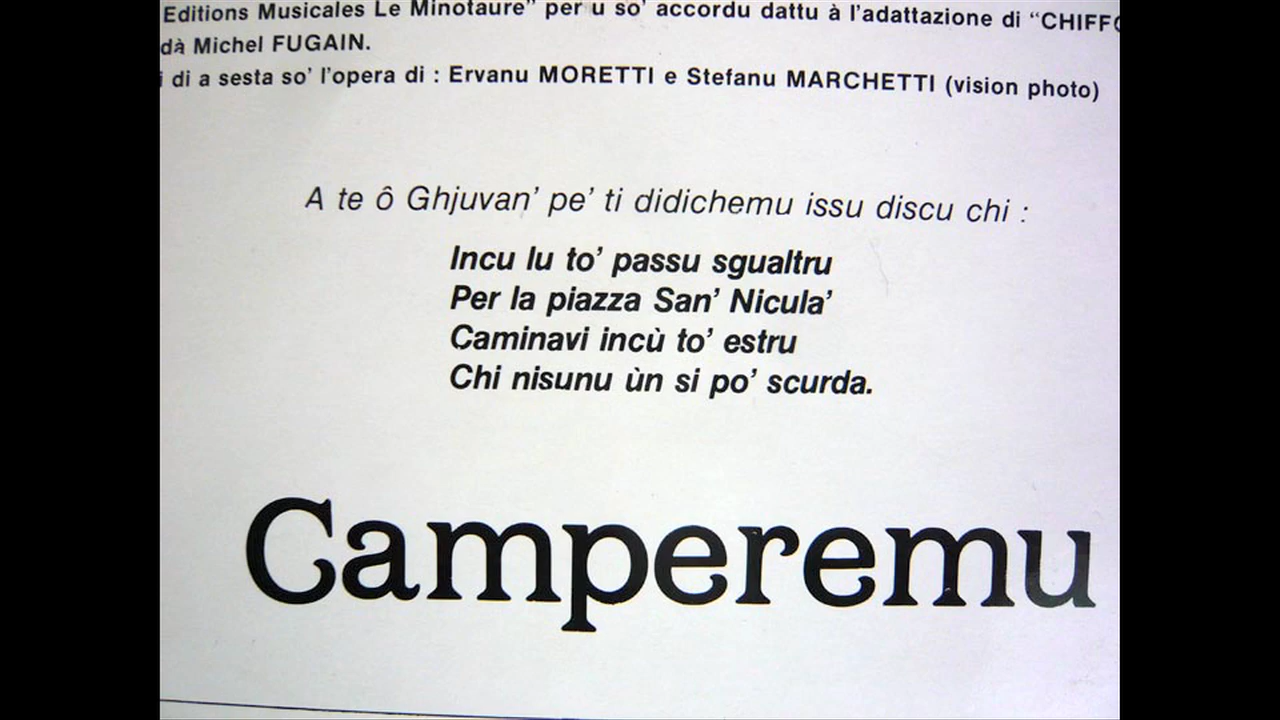 Editions Musicales Le Minotaure" per u so' accordu dattu à l'adattazione di "CHIFFO
dà Michel FUGAIN.
i di a sesta so' l'opera di : Ervanu MORETTI e Stefanu MARCHETTI (vision photo)
A te ô Ghjuvan' pe' ti didichemu issu discu chi :
Incu lu to' passu sgualtru
Per la piazza San' Nicula'
Caminavi incù to' estru
Chi nisunu ùn si po' scurda.
Camperemu